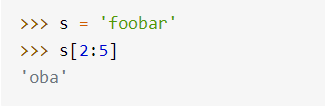 >>> s = 'foobar'
>>> s[2:5]
'oba'